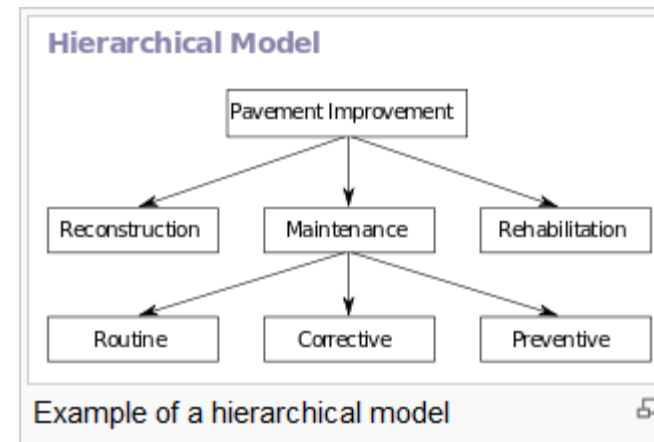 Hierarchical Model
Pavement Improvement
Reconstruction Maintenance Rehabilitation
Routine Corrective Preventive
Example of a hierarchical model